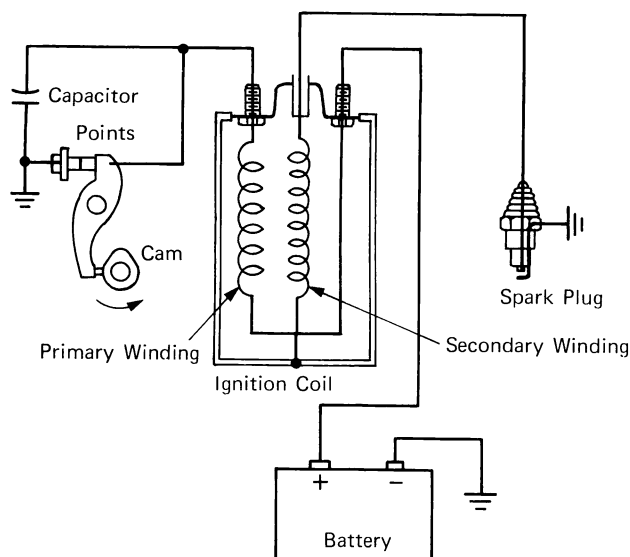 Capacitor
Points
Cam
Spark Plug
Primary Winding
Secondary Winding
Ignition Coil
+ −
Battery